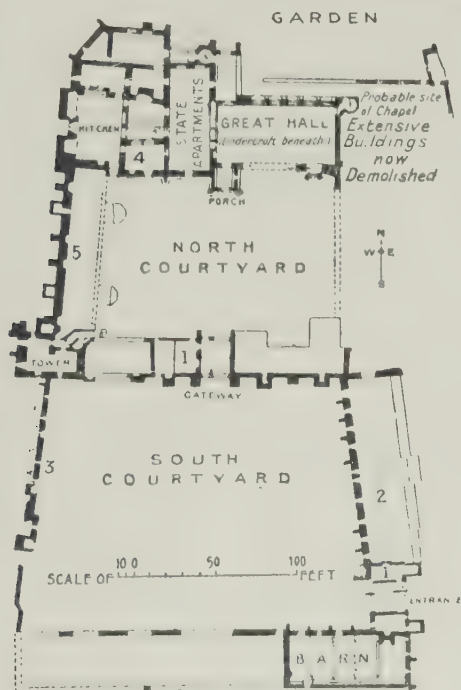 GARDEN
Probable site
of Chapel
Extensive
Buildings
now
Demolished
KITCHEN
STATE
APARTMENTS
GREAT HALL
(undercroft beneath)
4
PORCH
5
D
D
NORTH
COURTYARD
N
W E
S
TOWER
1
GATEWAY
3
SOUTH
COURTYARD
2
SCALE OF 10 0 50 100 FEET
1
ENTRANCE
BARN